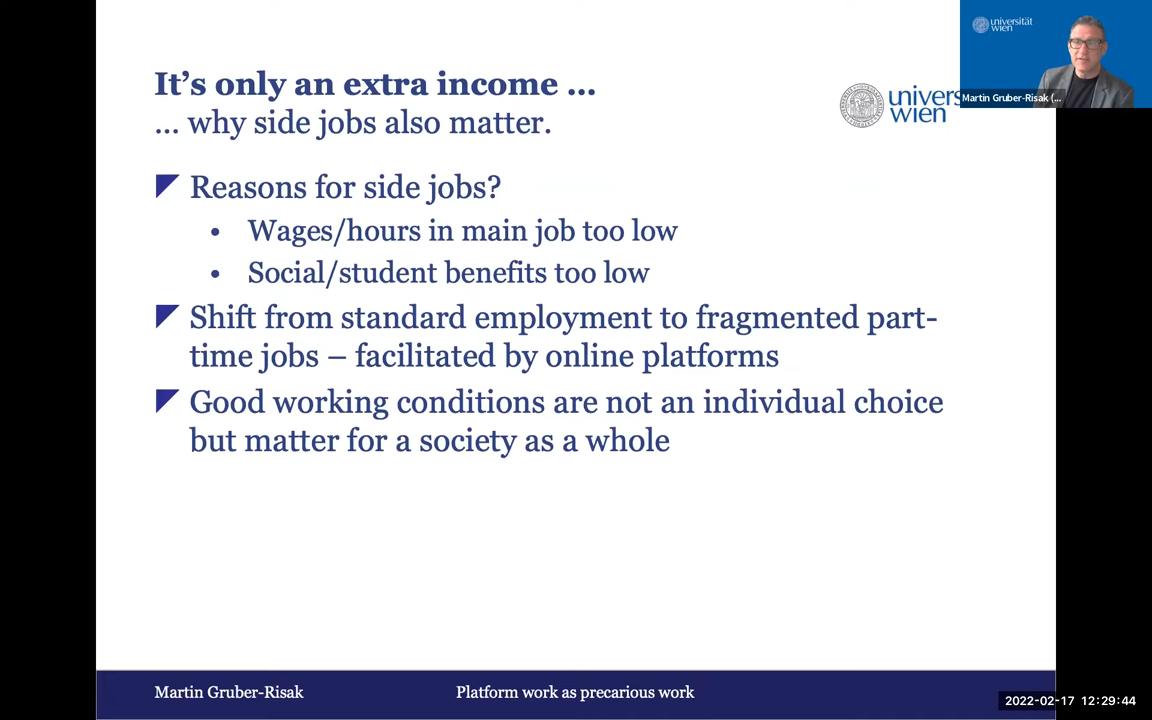 It’s only an extra income ...
... why side jobs also matter.
universität
wien
Martin Gruber-Risak (...
univers
wien
Reasons for side jobs?
• Wages/hours in main job too low
• Social/student benefits too low
Shift from standard employment to fragmented part-
time jobs – facilitated by online platforms
Good working conditions are not an individual choice
but matter for a society as a whole
Martin Gruber-Risak
Platform work as precarious work
2022-02-17 12:29:44